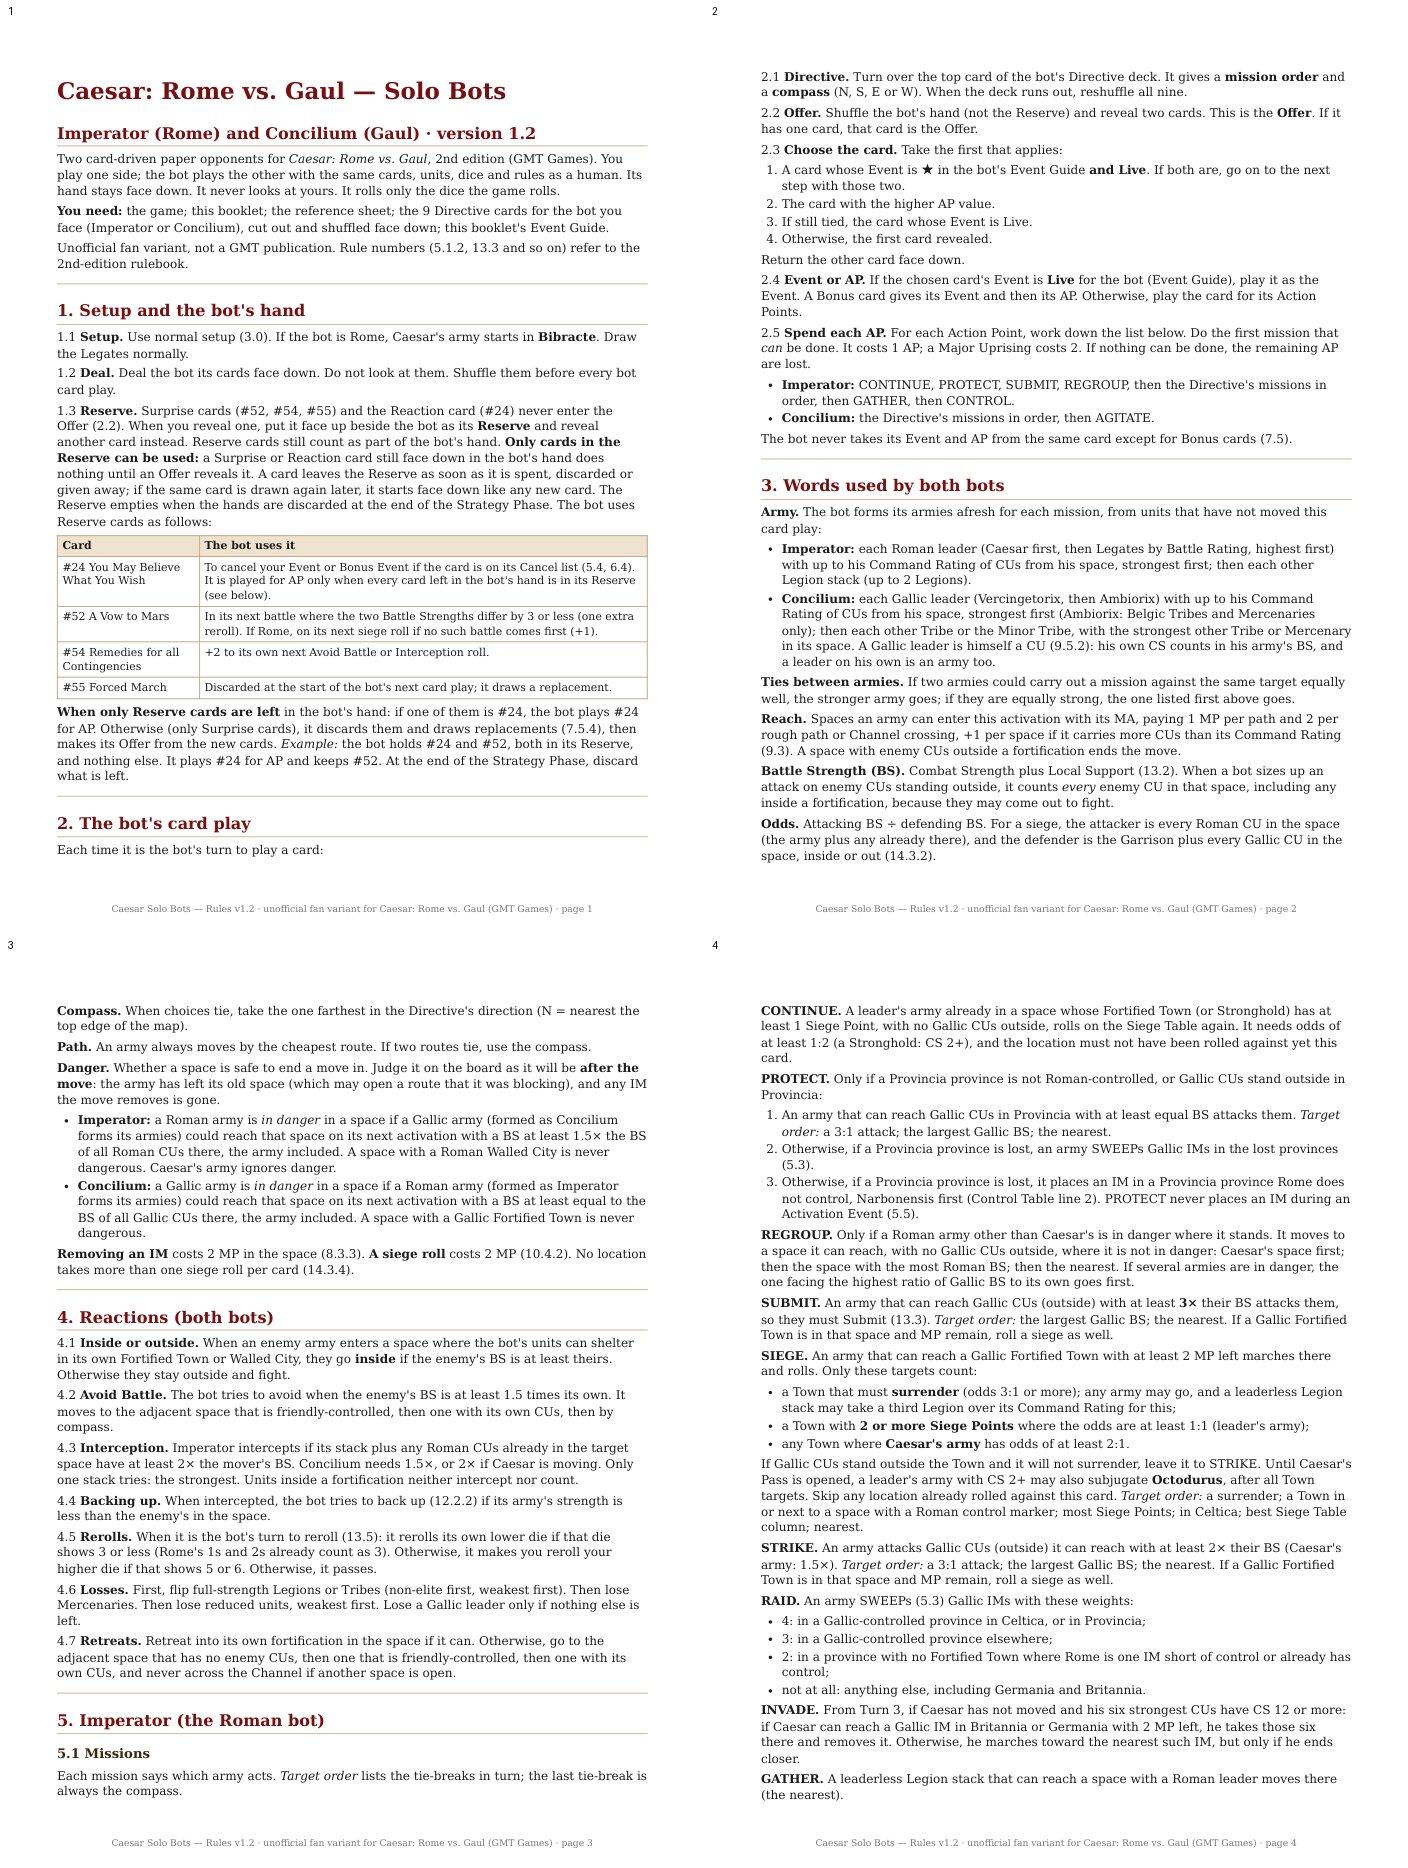 1
Caesar: Rome vs. Gaul — Solo Bots
Imperator (Rome) and Concilium (Gaul) · version 1.2
Two card-driven paper opponents for Caesar: Rome vs. Gaul, 2nd edition (GMT Games). You
play one side; the bot plays the other with the same cards, units, dice and rules as a human. Its
hand stays face down. It never looks at yours. It rolls only the dice the game rolls.
You need: the game; this booklet; the reference sheet; the 9 Directive cards for the bot you
face (Imperator or Concilium), cut out and shuffled face down; this booklet's Event Guide.
Unofficial fan variant, not a GMT publication. Rule numbers (5.1.2, 13.3 and so on) refer to the
2nd-edition rulebook.
1. Setup and the bot's hand
1.1 Setup. Use normal setup (3.0). If the bot is Rome, Caesar's army starts in Bibracte. Draw
the Legates normally.
1.2 Deal. Deal the bot its cards face down. Do not look at them. Shuffle them before every bot
card play.
1.3 Reserve. Surprise cards (#52, #54, #55) and the Reaction card (#24) never enter the
Offer (2.2). When you reveal one, put it face up beside the bot as its Reserve and reveal
another card instead. Reserve cards still count as part of the bot's hand. Only cards in the
Reserve can be used: a Surprise or Reaction card still face down in the bot's hand does
nothing until an Offer reveals it. A card leaves the Reserve as soon as it is spent, discarded or
given away; if the same card is drawn again later, it starts face down like any new card. The
Reserve empties when the hands are discarded at the end of the Strategy Phase. The bot uses
Reserve cards as follows:
Card The bot uses it
#24 You May Believe What You Wish To cancel your Event or Bonus Event if the card is on its Cancel list (5.4, 6.4).
It is played for AP only when every card left in the bot's hand is in its Reserve
(see below).
#52 A Vow to Mars In its next battle where the two Battle Strengths differ by 3 or less (one extra
reroll). If Rome, on its next siege roll if no such battle comes first (+1).
#54 Remedies for all Contingencies +2 to its own next Avoid Battle or Interception roll.
#55 Forced March Discarded at the start of the bot's next card play; it draws a replacement.
When only Reserve cards are left in the bot's hand: if one of them is #24, the bot plays #24
for AP. Otherwise (only Surprise cards), it discards them and draws replacements (7.5.4), then
makes its Offer from the new cards. Example: the bot holds #24 and #52, both in its Reserve,
and nothing else. It plays #24 for AP and keeps #52. At the end of the Strategy Phase, discard
what is left.
2. The bot's card play
Each time it is the bot's turn to play a card:
Caesar Solo Bots — Rules v1.2 · unofficial fan variant for Caesar: Rome vs. Gaul (GMT Games) · page 1
2
2.1 Directive. Turn over the top card of the bot's Directive deck. It gives a mission order and
a compass (N, S, E or W). When the deck runs out, reshuffle all nine.
2.2 Offer. Shuffle the bot's hand (not the Reserve) and reveal two cards. This is the Offer. If it
has one card, that card is the Offer.
2.3 Choose the card. Take the first that applies:
1. A card whose Event is ★ in the bot's Event Guide and Live. If both are, go on to the next
step with those two.
2. The card with the higher AP value.
3. If still tied, the card whose Event is Live.
4. Otherwise, the first card revealed.
Return the other card face down.
2.4 Event or AP. If the chosen card's Event is Live for the bot (Event Guide), play it as the
Event. A Bonus card gives its Event and then its AP. Otherwise, play the card for its Action
Points.
2.5 Spend each AP. For each Action Point, work down the list below. Do the first mission that
can be done. It costs 1 AP; a Major Uprising costs 2. If nothing can be done, the remaining AP
are lost.
• Imperator: CONTINUE, PROTECT, SUBMIT, REGROUP, then the Directive's missions in
order, then GATHER, then CONTROL.
• Concilium: the Directive's missions in order, then AGITATE.
The bot never takes its Event and AP from the same card except for Bonus cards (7.5).
3. Words used by both bots
Army. The bot forms its armies afresh for each mission, from units that have not moved this
card play:
• Imperator: each Roman leader (Caesar first, then Legates by Battle Rating, highest first)
with up to his Command Rating of CUs from his space, strongest first; then each other
Legion stack (up to 2 Legions).
• Concilium: each Gallic leader (Vercingetorix, then Ambiorix) with up to his Command
Rating of CUs from his space, strongest first (Ambiorix: Belgic Tribes and Mercenaries
only); then each other Tribe or the Minor Tribe, with the strongest other Tribe or Mercenary
in its space. A Gallic leader is himself a CU (9.5.2): his own CS counts in his army's BS, and
a leader on his own is an army too.
Ties between armies. If two armies could carry out a mission against the same target equally
well, the stronger army goes; if they are equally strong, the one listed first above goes.
Reach. Spaces an army can enter this activation with its MA, paying 1 MP per path and 2 per
rough path or Channel crossing, +1 per space if it carries more CUs than its Command Rating
(9.3). A space with enemy CUs outside a fortification ends the move.
Battle Strength (BS). Combat Strength plus Local Support (13.2). When a bot sizes up an
attack on enemy CUs standing outside, it counts every enemy CU in that space, including any
inside a fortification, because they may come out to fight.
Odds. Attacking BS ÷ defending BS. For a siege, the attacker is every Roman CU in the space
(the army plus any already there), and the defender is the Garrison plus every Gallic CU in the
space, inside or out (14.3.2).
Caesar Solo Bots — Rules v1.2 · unofficial fan variant for Caesar: Rome vs. Gaul (GMT Games) · page 2
3
Compass. When choices tie, take the one farthest in the Directive's direction (N = nearest the
top edge of the map).
Path. An army always moves by the cheapest route. If two routes tie, use the compass.
Danger. Whether a space is safe to end a move in. Judge it on the board as it will be after the
move: the army has left its old space (which may open a route that it was blocking), and any IM
the move removes is gone.
• Imperator: a Roman army is in danger in a space if a Gallic army (formed as Concilium
forms its armies) could reach that space on its next activation with a BS at least 1.5× the BS
of all Roman CUs there, the army included. A space with a Roman Walled City is never
dangerous. Caesar's army ignores danger.
• Concilium: a Gallic army is in danger in a space if a Roman army (formed as Imperator
forms its armies) could reach that space on its next activation with a BS at least equal to the
BS of all Gallic CUs there, the army included. A space with a Gallic Fortified Town is never
dangerous.
Removing an IM costs 2 MP in the space (8.3.3). A siege roll costs 2 MP (10.4.2). No location
takes more than one siege roll per card (14.3.4).
4. Reactions (both bots)
4.1 Inside or outside. When an enemy army enters a space where the bot's units can shelter
in its own Fortified Town or Walled City, they go inside if the enemy's BS is at least theirs.
Otherwise they stay outside and fight.
4.2 Avoid Battle. The bot tries to avoid when the enemy's BS is at least 1.5 times its own. It
moves to the adjacent space that is friendly-controlled, then one with its own CUs, then by
compass.
4.3 Interception. Imperator intercepts if its stack plus any Roman CUs already in the target
space have at least 2× the mover's BS. Concilium needs 1.5×, or 2× if Caesar is moving. Only
one stack tries: the strongest. Units inside a fortification neither intercept nor count.
4.4 Backing up. When intercepted, the bot tries to back up (12.2.2) if its army's strength is
less than the enemy's in the space.
4.5 Rerolls. When it is the bot's turn to reroll (13.5): it rerolls its own lower die if that die
shows 3 or less (Rome's 1s and 2s already count as 3). Otherwise, it makes you reroll your
higher die if that shows 5 or 6. Otherwise, it passes.
4.6 Losses. First, flip full-strength Legions or Tribes (non-elite first, weakest first). Then lose
Mercenaries. Then lose reduced units, weakest first. Lose a Gallic leader only if nothing else is
left.
4.7 Retreats. Retreat into its own fortification in the space if it can. Otherwise, go to the
adjacent space that has no enemy CUs, then one that is friendly-controlled, then one with its
own CUs, and never across the Channel if another space is open.
5. Imperator (the Roman bot)
5.1 Missions
Each mission says which army acts. Target order lists the tie-breaks in turn; the last tie-break is
always the compass.
Caesar Solo Bots — Rules v1.2 · unofficial fan variant for Caesar: Rome vs. Gaul (GMT Games) · page 3
4
CONTINUE. A leader's army already in a space whose Fortified Town (or Stronghold) has at
least 1 Siege Point, with no Gallic CUs outside, rolls on the Siege Table again. It needs odds of
at least 1:2 (a Stronghold: CS 2+), and the location must not have been rolled against yet this
card.
PROTECT. Only if a Provincia province is not Roman-controlled, or Gallic CUs stand outside in
Provincia:
1. An army that can reach Gallic CUs in Provincia with at least equal BS attacks them. Target
order: a 3:1 attack; the largest Gallic BS; the nearest.
2. Otherwise, if a Provincia province is lost, an army SWEEPs Gallic IMs in the lost provinces
(5.3).
3. Otherwise, if a Provincia province is lost, it places an IM in a Provincia province Rome does
not control, Narbonensis first (Control Table line 2). PROTECT never places an IM during an
Activation Event (5.5).
REGROUP. Only if a Roman army other than Caesar's is in danger where it stands. It moves to
a space it can reach, with no Gallic CUs outside, where it is not in danger: Caesar's space first;
then the space with the most Roman BS; then the nearest. If several armies are in danger, the
one facing the highest ratio of Gallic BS to its own goes first.
SUBMIT. An army that can reach Gallic CUs (outside) with at least 3× their BS attacks them,
so they must Submit (13.3). Target order: the largest Gallic BS; the nearest. If a Gallic Fortified
Town is in that space and MP remain, roll a siege as well.
SIEGE. An army that can reach a Gallic Fortified Town with at least 2 MP left marches there
and rolls. Only these targets count:
• a Town that must surrender (odds 3:1 or more); any army may go, and a leaderless Legion
stack may take a third Legion over its Command Rating for this;
• a Town with 2 or more Siege Points where the odds are at least 1:1 (leader's army);
• any Town where Caesar's army has odds of at least 2:1.
If Gallic CUs stand outside the Town and it will not surrender, leave it to STRIKE. Until Caesar's
Pass is opened, a leader's army with CS 2+ may also subjugate Octodurus, after all Town
targets. Skip any location already rolled against this card. Target order: a surrender; a Town in
or next to a space with a Roman control marker; most Siege Points; in Celtica; best Siege Table
column; nearest.
STRIKE. An army attacks Gallic CUs (outside) it can reach with at least 2× their BS (Caesar's
army: 1.5×). Target order: a 3:1 attack; the largest Gallic BS; the nearest. If a Gallic Fortified
Town is in that space and MP remain, roll a siege as well.
RAID. An army SWEEPs (5.3) Gallic IMs with these weights:
• 4: in a Gallic-controlled province in Celtica, or in Provincia;
• 3: in a Gallic-controlled province elsewhere;
• 2: in a province with no Fortified Town where Rome is one IM short of control or already has
control;
• not at all: anything else, including Germania and Britannia.
INVADE. From Turn 3, if Caesar has not moved and his six strongest CUs have CS 12 or more:
if Caesar can reach a Gallic IM in Britannia or Germania with 2 MP left, he takes those six
there and removes it. Otherwise, he marches toward the nearest such IM, but only if he ends
closer.
GATHER. A leaderless Legion stack that can reach a space with a Roman leader moves there
(the nearest).
Caesar Solo Bots — Rules v1.2 · unofficial fan variant for Caesar: Rome vs. Gaul (GMT Games) · page 4